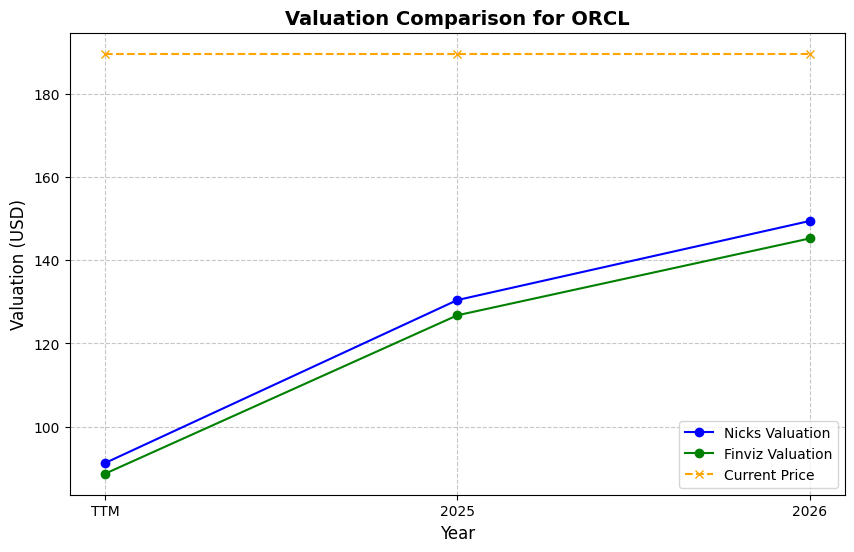 Valuation Comparison for ORCL
Valuation (USD)
180
160
140
120
100
TTM
2025
2026
Year
Nicks Valuation
Finviz Valuation
Current Price